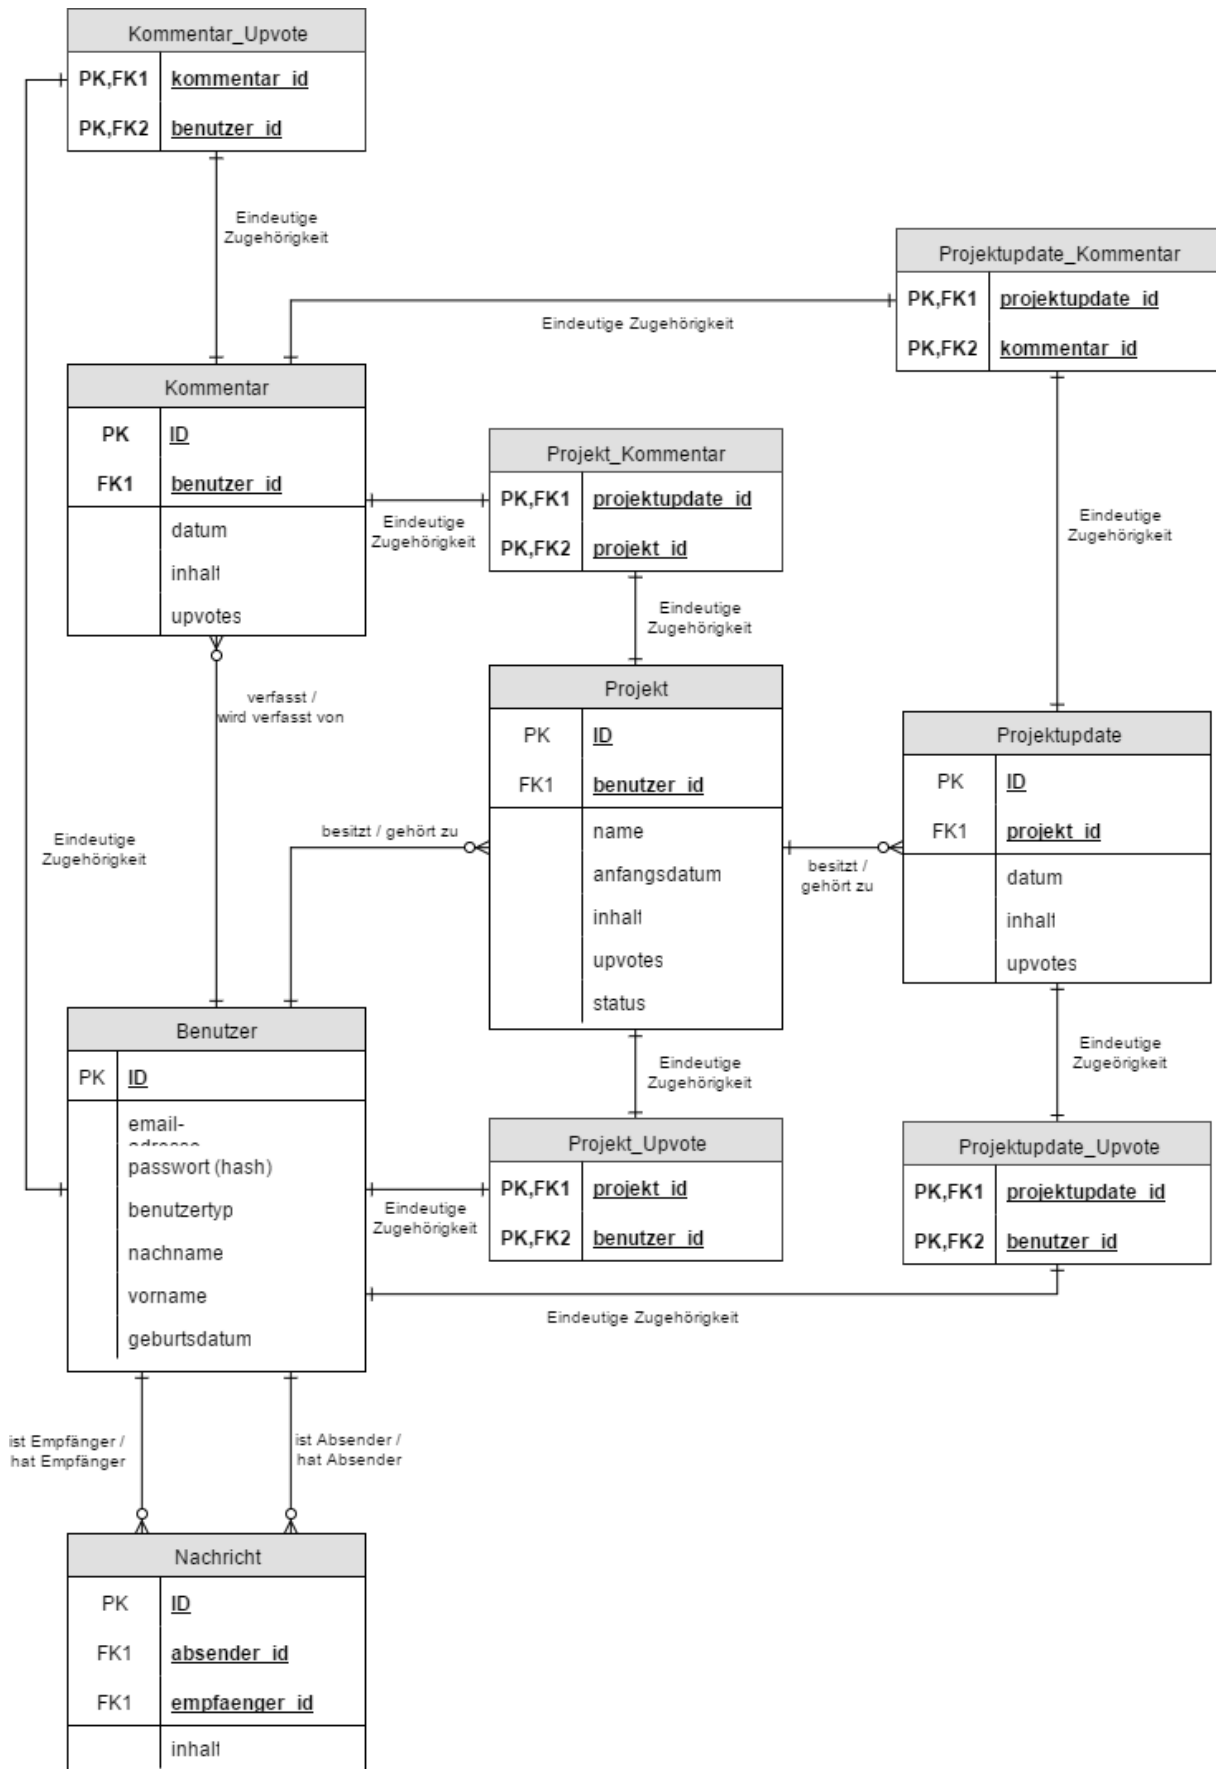 Kommentar_Upvote
PK,FK1 kommentar_id
PK,FK2 benutzer_id
Eindeutige
Zugehörigkeit
Projektupdate_Kommentar
PK,FK1 projektupdate_id
PK,FK2 kommentar_id
Eindeutige Zugehörigkeit
Kommentar
PK ID
FK1 benutzer_id
datum
inhalt
upvotes
Projekt_Kommentar
PK,FK1 projektupdate_id
PK,FK2 projekt_id
Eindeutige
Zugehörigkeit
Eindeutige
Zugehörigkeit
Eindeutige
Zugehörigkeit
verfasst /
wird verfasst von
Projekt
PK ID
FK1 benutzer_id
name
anfangsdatum
inhalt
upvotes
status
Projektupdate
PK ID
FK1 projekt_id
datum
inhalt
upvotes
besitzt / gehört zu
besitzt /
gehört zu
Eindeutige
Zugehörigkeit
Benutzer
PK ID
email-
adresse
passwort (hash)
benutzertyp
nachname
vorname
geburtsdatum
Eindeutige
Zugehörigkeit
Eindeutige
Zugeörigkeit
Projekt_Upvote
PK,FK1 projekt_id
PK,FK2 benutzer_id
Eindeutige
Zugehörigkeit
Projektupdate_Upvote
PK,FK1 projektupdate_id
PK,FK2 benutzer_id
Eindeutige Zugehörigkeit
ist Empfänger /
hat Empfänger
ist Absender /
hat Absender
Nachricht
PK ID
FK1 absender_id
FK1 empfaenger_id
inhalt